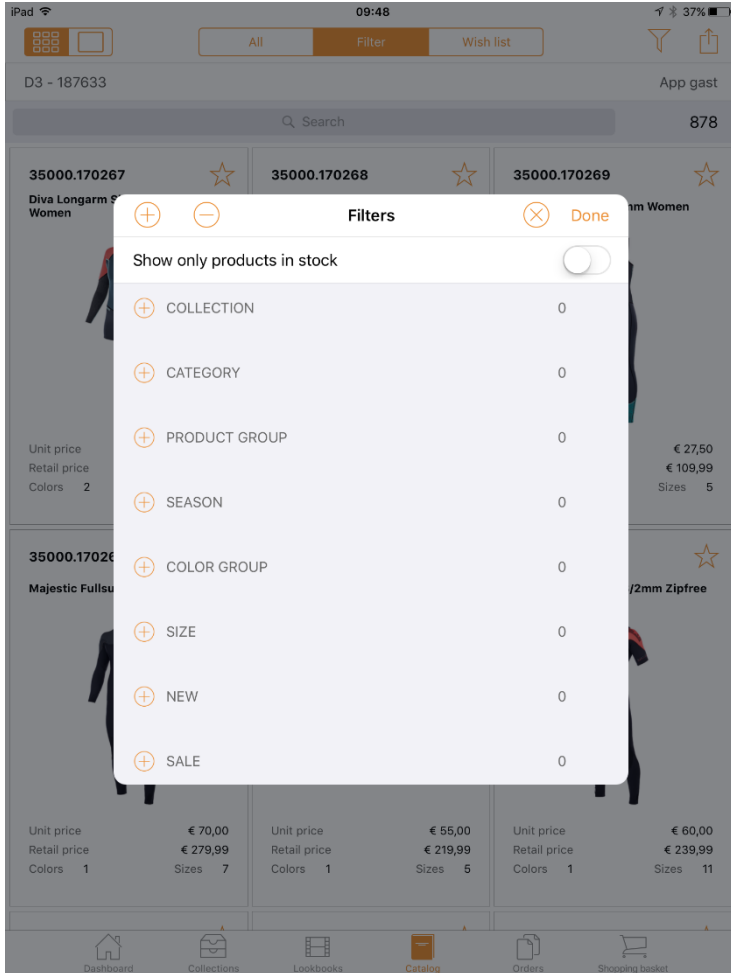 iPad 09:48 37%
All Filter Wish list
D3 - 187633 App gast
Search 878
35000.170267 35000.170268 35000.170269
Diva Longarm S
Women mm Women
Filters Done
Show only products in stock
COLLECTION 0
CATEGORY 0
PRODUCT GROUP 0
SEASON 0
COLOR GROUP 0
SIZE 0
NEW 0
SALE 0
Unit price € 27,50
Retail price € 109,99
Colors 2 Sizes 5
35000.17026
Majestic Fullsu /2mm Zipfree
Unit price € 70,00 Unit price € 55,00 Unit price € 60,00
Retail price € 279,99 Retail price € 219,99 Retail price € 239,99
Colors 1 Sizes 7 Colors 1 Sizes 5 Colors 1 Sizes 11
Dashboard Collections Lookbooks Catalog Orders Shopping basket